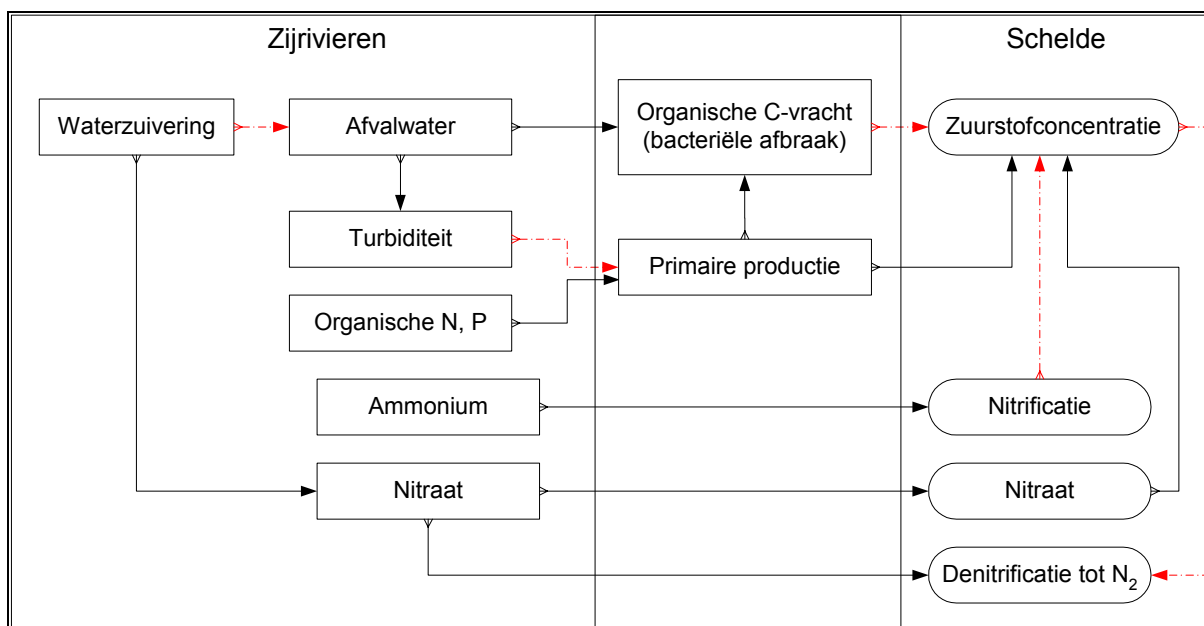 Zijrivieren
Schelde
Waterzuivering
Afvalwater
Organische C-vracht
(bacteriële afbraak)
Zuurstofconcentratie
Turbiditeit
Primaire productie
Organische N, P
Ammonium
Nitrificatie
Nitraat
Nitraat
Denitrificatie tot N₂